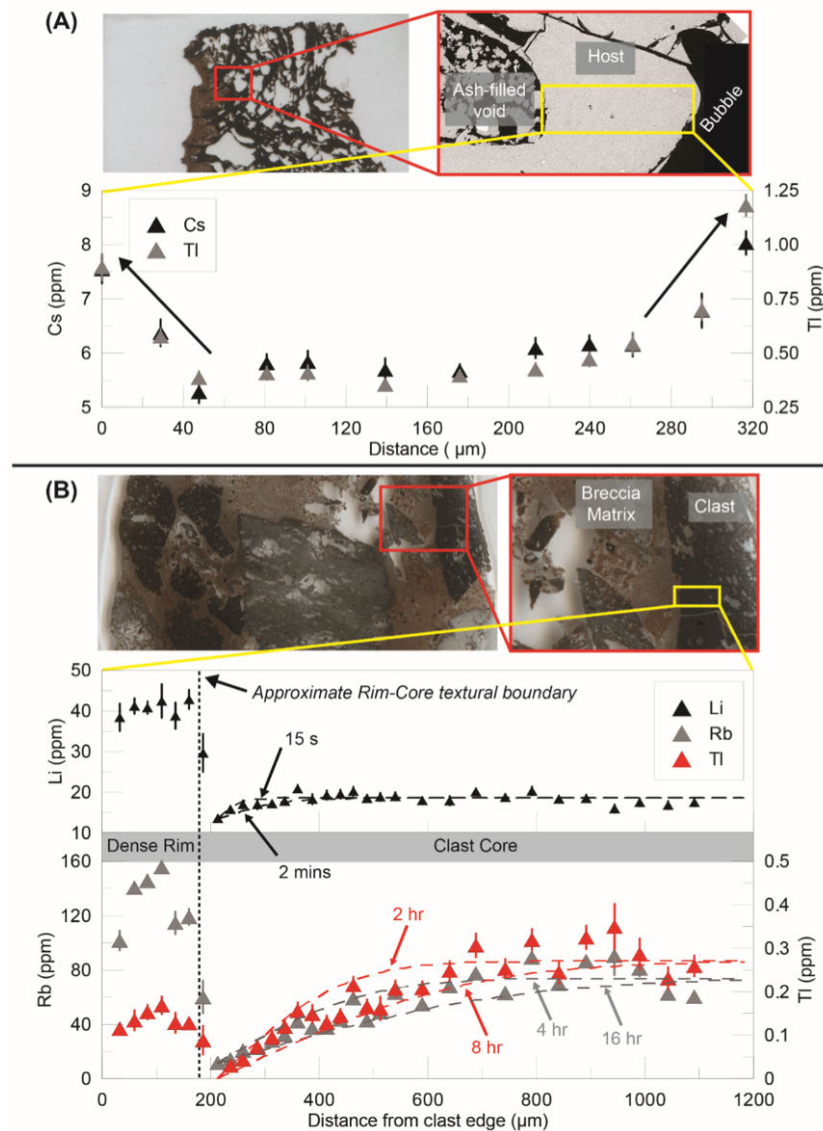 (A)
Host
Ash-filled
void
Bubble
9
8
7
6
5
Cs (ppm)
Cs
Tl
1.25
1.00
0.75
0.50
0.25
Tl (ppm)
0 40 80 120 160 200 240 280 320
Distance ( µm)
(B)
Breccia
Matrix
Clast
50
40
30
20
10
Li (ppm)
Approximate Rim-Core textural boundary
15 s
2 mins
Li
Rb
Tl
Dense Rim
Clast Core
160
120
80
40
0
Rb (ppm)
2 hr
8 hr
4 hr
16 hr
0.5
0.4
0.3
0.2
0.1
0
Tl (ppm)
0 200 400 600 800 1000 1200
Distance from clast edge (µm)